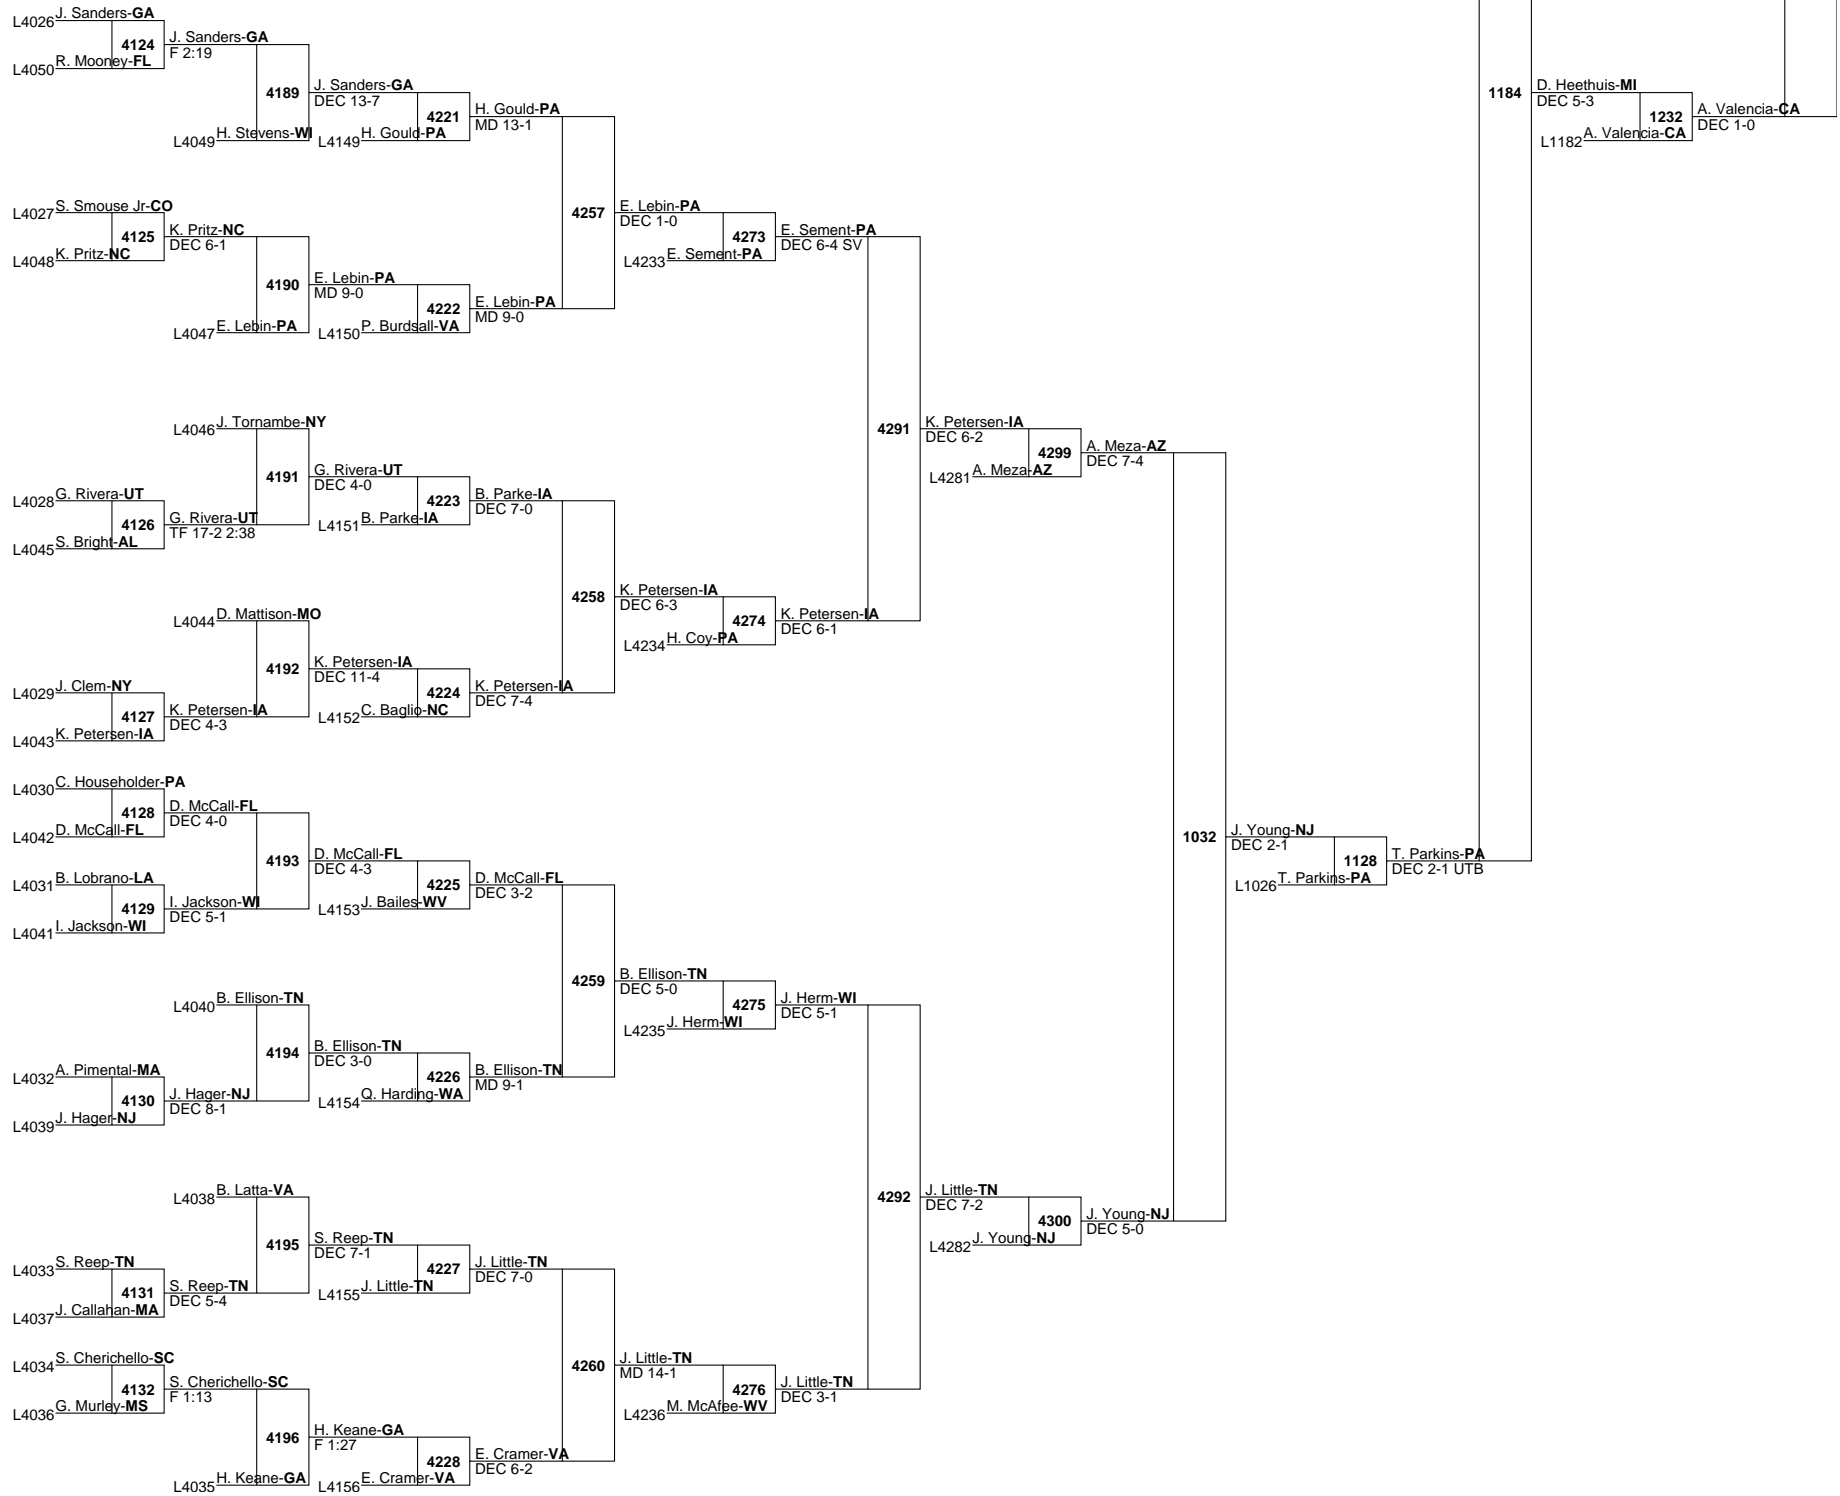 L4026 J. Sanders-GA
4124
L4050 R. Mooney-FL
J. Sanders-GA
F 2:19
4189
L4049 H. Stevens-WI
J. Sanders-GA
DEC 13-7
4221
L4149 H. Gould-PA
H. Gould-PA
MD 13-1
L4027 S. Smouse Jr-CO
4125
L4048 K. Pritz-NC
K. Pritz-NC
DEC 6-1
4190
L4047 E. Lebin-PA
E. Lebin-PA
MD 9-0
4222
L4150 P. Burdsall-VA
E. Lebin-PA
MD 9-0
4257
E. Lebin-PA
DEC 1-0
4273
L4233 E. Sement-PA
E. Sement-PA
DEC 6-4 SV
L4046 J. Tornambe-NY
4191
L4028 G. Rivera-UT
4126
L4045 S. Bright-AL
G. Rivera-UT
TF 17-2 2:38
G. Rivera-UT
DEC 4-0
4223
L4151 B. Parke-IA
B. Parke-IA
DEC 7-0
L4044 D. Mattison-MO
4192
L4029 J. Clem-NY
4127
L4043 K. Petersen-IA
K. Petersen-IA
DEC 4-3
K. Petersen-IA
DEC 11-4
4224
L4152 C. Baglio-NC
K. Petersen-IA
DEC 7-4
4258
K. Petersen-IA
DEC 6-3
4274
L4234 H. Coy-PA
K. Petersen-IA
DEC 6-1
4291
K. Petersen-IA
DEC 6-2
4299
L4281 A. Meza-AZ
A. Meza-AZ
DEC 7-4
L4030 C. Householder-PA
4128
L4042 D. McCall-FL
D. McCall-FL
DEC 4-0
4193
L4031 B. Lobrano-LA
4129
L4041 I. Jackson-WI
I. Jackson-WI
DEC 5-1
D. McCall-FL
DEC 4-3
4225
L4153 J. Bailes-WV
D. McCall-FL
DEC 3-2
L4040 B. Ellison-TN
4194
L4032 A. Pimental-MA
4130
L4039 J. Hager-NJ
J. Hager-NJ
DEC 8-1
B. Ellison-TN
DEC 3-0
4226
L4154 Q. Harding-WA
B. Ellison-TN
MD 9-1
4259
B. Ellison-TN
DEC 5-0
4275
L4235 J. Herm-WI
J. Herm-WI
DEC 5-1
L4038 B. Latta-VA
4195
L4033 S. Reep-TN
4131
L4037 J. Callahan-MA
S. Reep-TN
DEC 5-4
S. Reep-TN
DEC 7-1
4227
L4155 J. Little-TN
J. Little-TN
DEC 7-0
L4034 S. Cherichello-SC
4132
L4036 G. Murley-MS
S. Cherichello-SC
F 1:13
4196
L4035 H. Keane-GA
H. Keane-GA
F 1:27
4228
L4156 E. Cramer-VA
E. Cramer-VA
DEC 6-2
4260
J. Little-TN
MD 14-1
4276
L4236 M. McAfee-WV
J. Little-TN
DEC 3-1
4292
J. Little-TN
DEC 7-2
4300
L4282 J. Young-NJ
J. Young-NJ
DEC 5-0
1032
J. Young-NJ
DEC 2-1
1128
L1026 T. Parkins-PA
T. Parkins-PA
DEC 2-1 UTB
1184
D. Heethuis-MI
DEC 5-3
1232
L1182 A. Valencia-CA
A. Valencia-CA
DEC 1-0